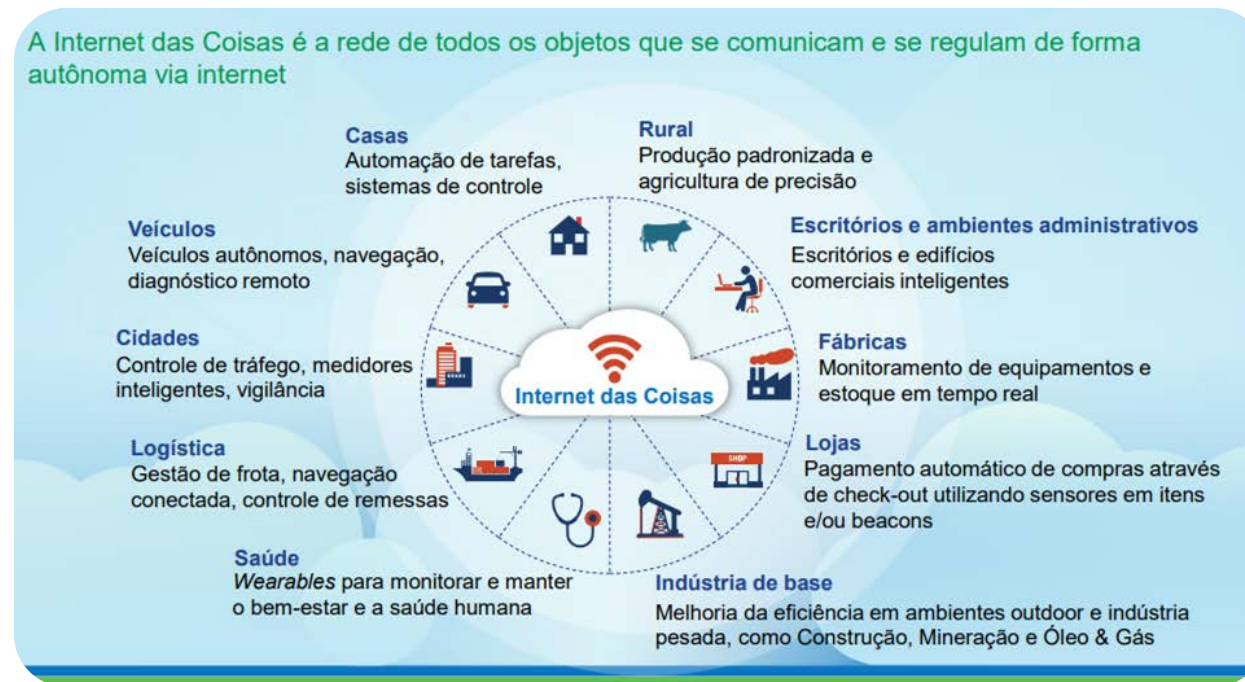 A Internet das Coisas é a rede de todos os objetos que se comunicam e se regulam de forma
autônoma via internet
Casas
Automação de tarefas,
sistemas de controle
Rural
Produção padronizada e
agricultura de precisão
Veículos
Veículos autônomos, navegação,
diagnóstico remoto
Escritórios e ambientes administrativos
Escritórios e edifícios
comerciais inteligentes
Cidades
Controle de tráfego, medidores
inteligentes, vigilância
Internet das Coisas
Fábricas
Monitoramento de equipamentos e
estoque em tempo real
Logística
Gestão de frota, navegação
conectada, controle de remessas
SHOP
Lojas
Pagamento automático de compras através
de check-out utilizando sensores em itens
e/ou beacons
Saúde
Wearables para monitorar e manter
o bem-estar e a saúde humana
Indústria de base
Melhoria da eficiência em ambientes outdoor e indústria
pesada, como Construção, Mineração e Óleo & Gás